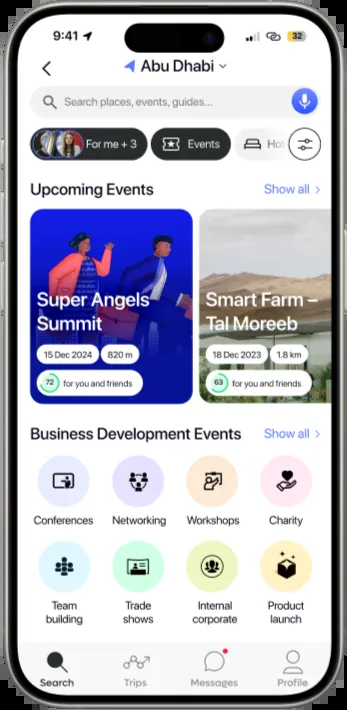 9:41
32
Abu Dhabi
Search places, events, guides...
For me + 3
Events
Upcoming Events
Show all
Super Angels
Summit
15 Dec 2024
820 m
72
for you and friends
Smart Farm –
Tal Moreeb
18 Dec 2023
1.8 km
63
for you and friends
Business Development Events
Show all
Conferences
Networking
Workshops
Charity
Team
building
Trade
shows
Internal
corporate
Product
launch
Search
Trips
Messages
Profile